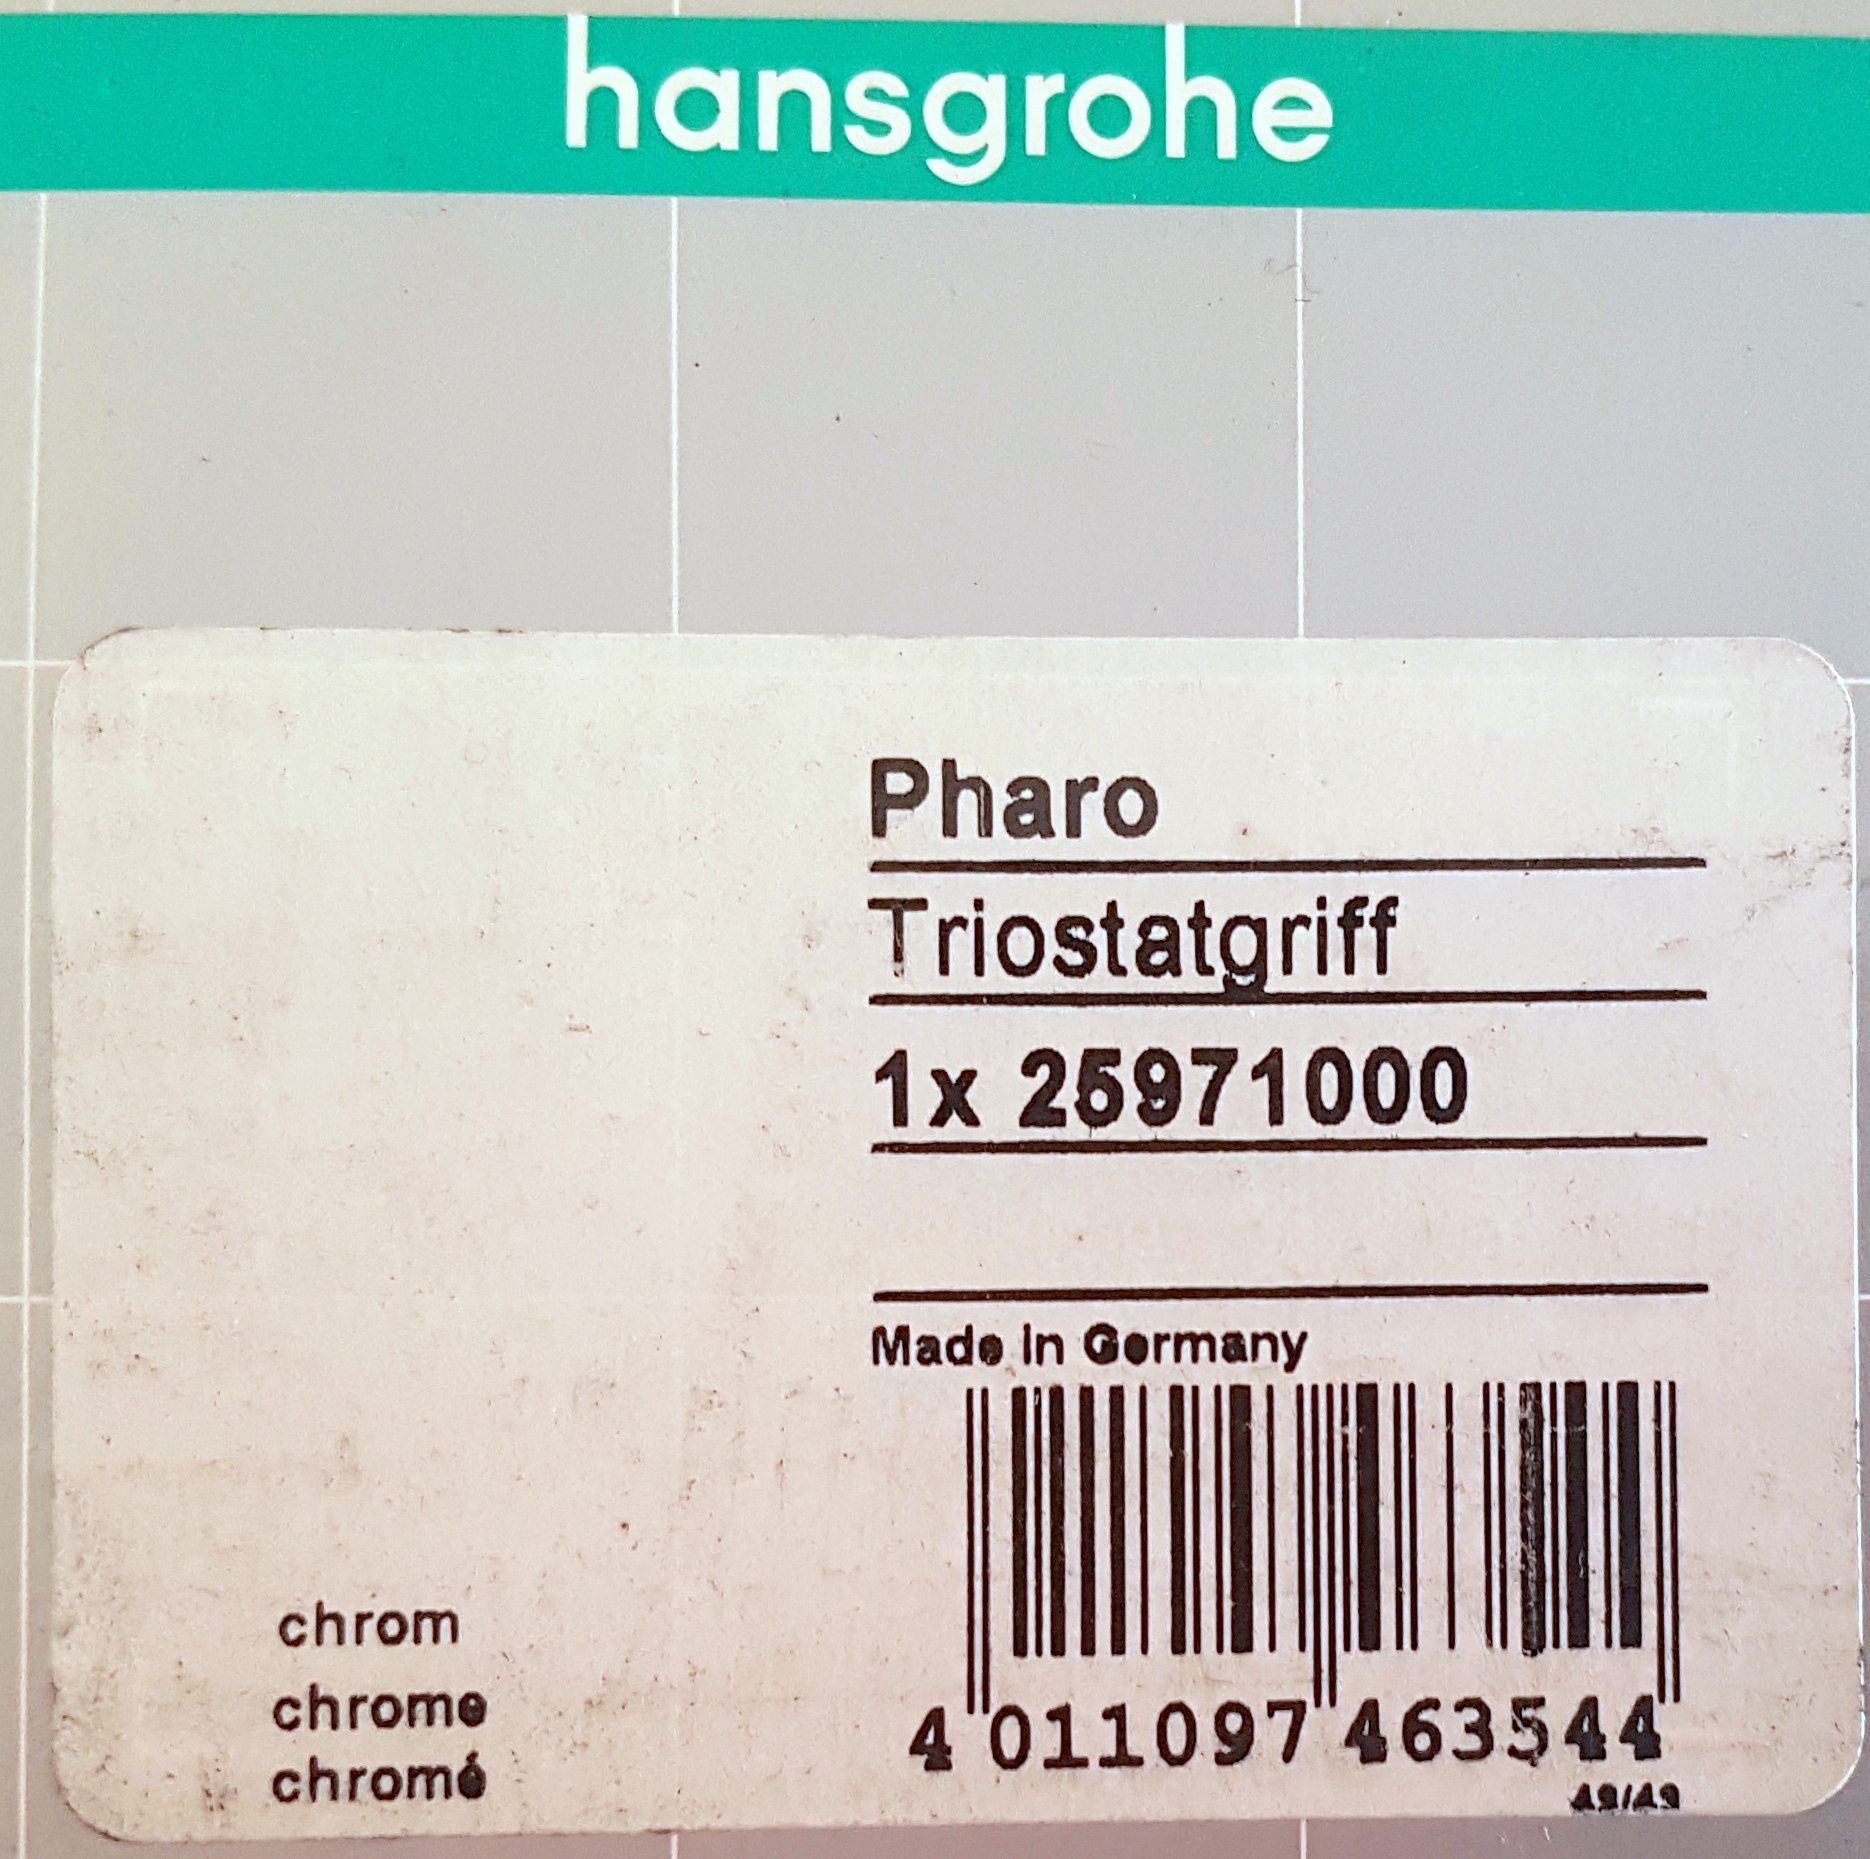 hansgrohe
Pharo
Triostatgriff
1x 25971000
Made in Germany
4 011097 463544
chrom
chrome
chromé